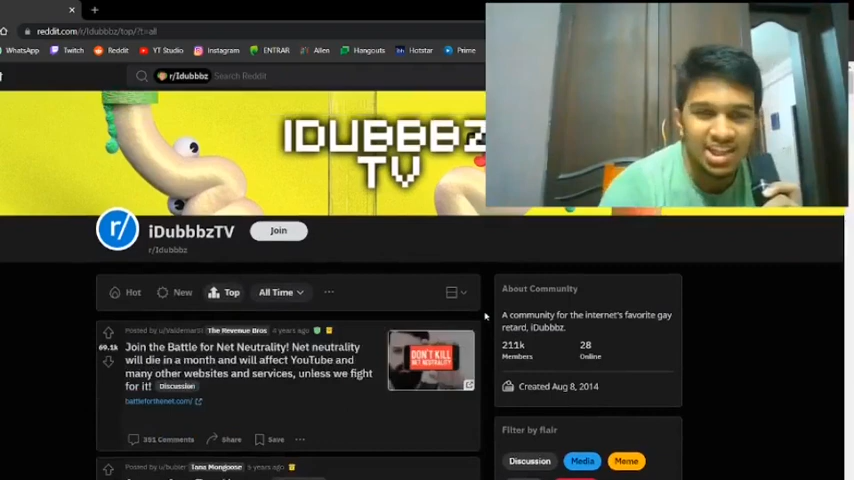 reddit.com/r/Idubbbz/top/?t=all
WhatsApp Twitch Reddit YT Studio Instagram ENTRAR Allen Hangouts Hotstar Prime
r/Idubbbz Search Reddit
IDUBBBZ
TV
r/ iDubbbzTV Join
r/Idubbbz
Hot New Top All Time
Posted by u/ValdemarSt The Revenue Bros 4 years ago
69.1k
Join the Battle for Net Neutrality! Net neutrality
will die in a month and will affect YouTube and
many other websites and services, unless we fight
for it! Discussion
battleforthenet.com/
DON'T KILL
NET NEUTRALITY
391 Comments Share Save
Posted by u/bubler Tana Mongoose 5 years ago
About Community
A community for the internet's favorite gay
retard, iDubbbz.
211k 28
Members Online
Created Aug 8, 2014
Filter by flair
Discussion Media Meme